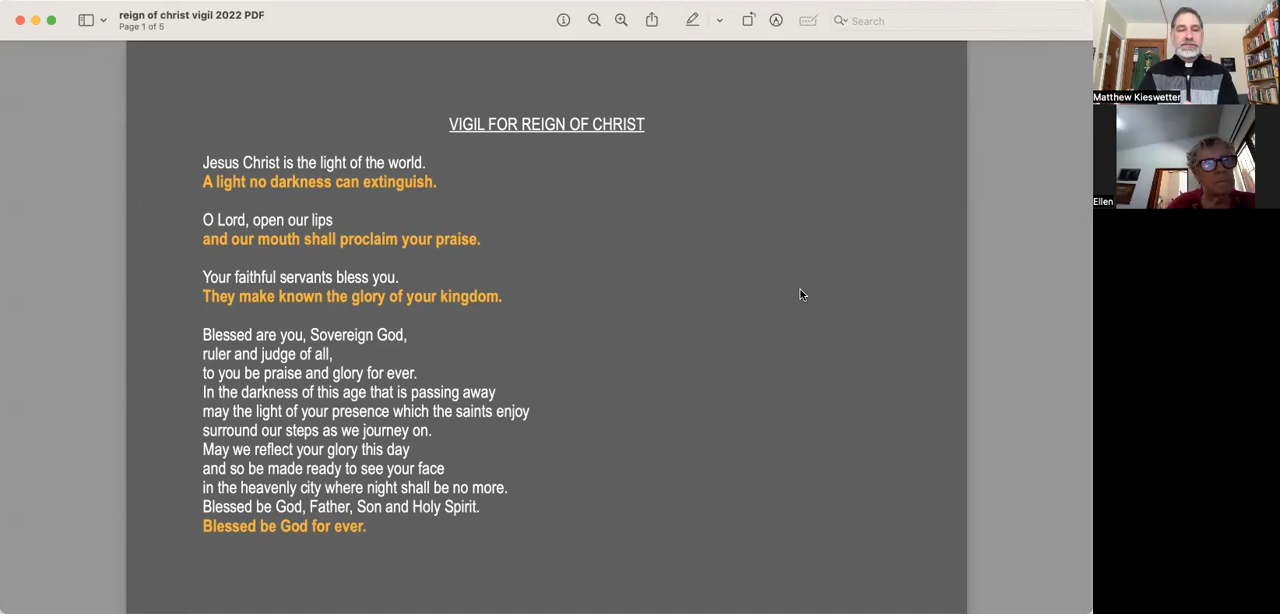 reign of christ vigil 2022 PDF
Page 1 of 5
Search
VIGIL FOR REIGN OF CHRIST
Jesus Christ is the light of the world.
A light no darkness can extinguish.
O Lord, open our lips
and our mouth shall proclaim your praise.
Your faithful servants bless you.
They make known the glory of your kingdom.
Blessed are you, Sovereign God,
ruler and judge of all,
to you be praise and glory for ever.
In the darkness of this age that is passing away
may the light of your presence which the saints enjoy
surround our steps as we journey on.
May we reflect your glory this day
and so be made ready to see your face
in the heavenly city where night shall be no more.
Blessed be God, Father, Son and Holy Spirit.
Blessed be God for ever.
Matthew Kieswetter
Ellen